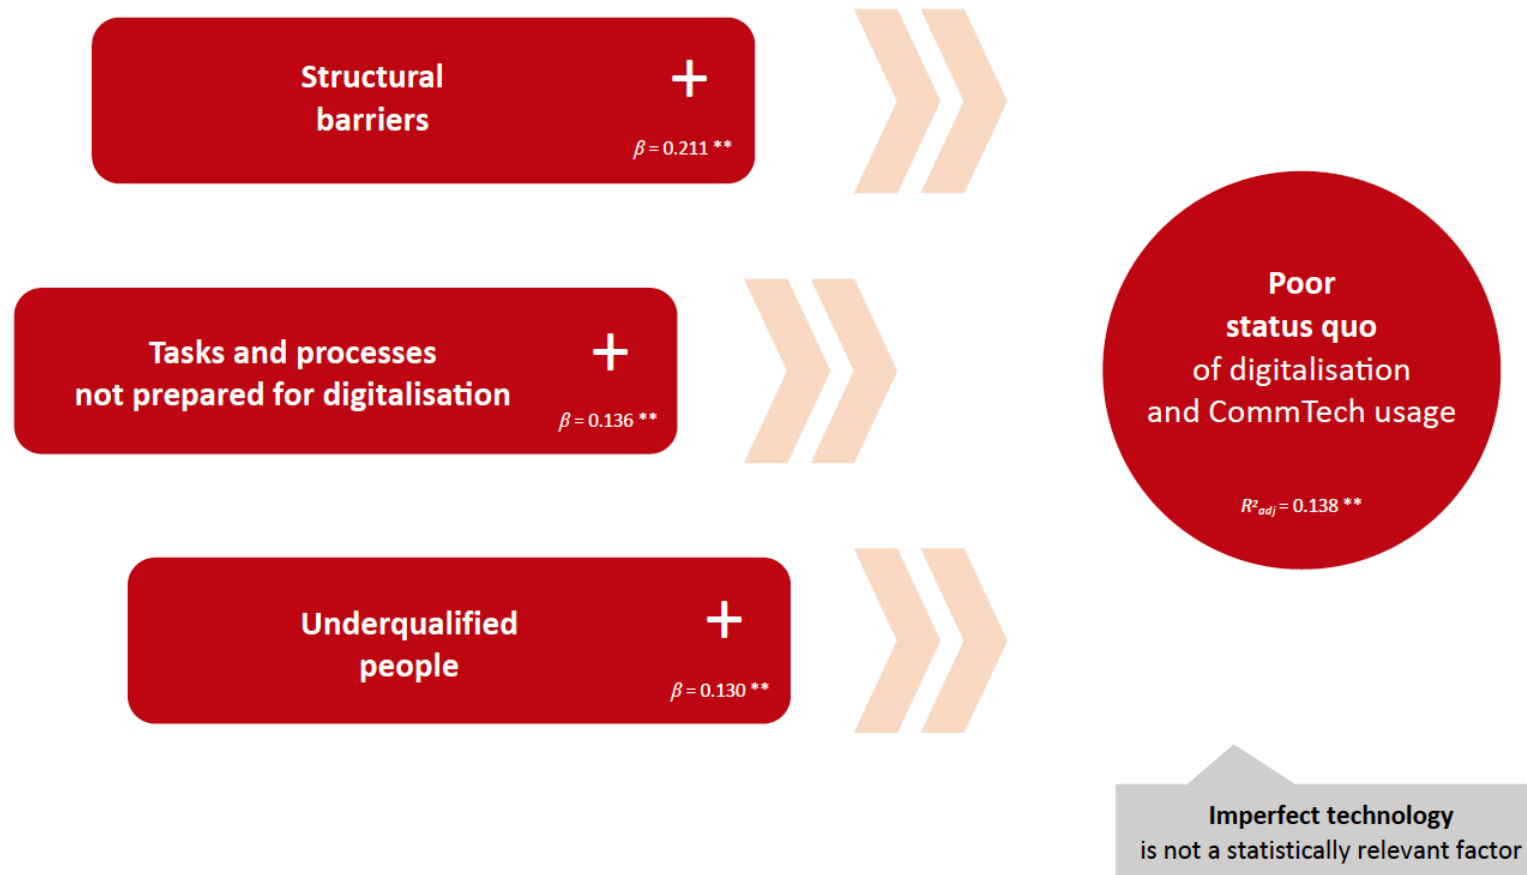 Structural
barriers
+
β = 0.211 **
Tasks and processes
not prepared for digitalisation
+
β = 0.136 **
Underqualified
people
+
β = 0.130 **
Poor
status quo
of digitalisation
and CommTech usage
R²adj = 0.138 **
Imperfect technology
is not a statistically relevant factor